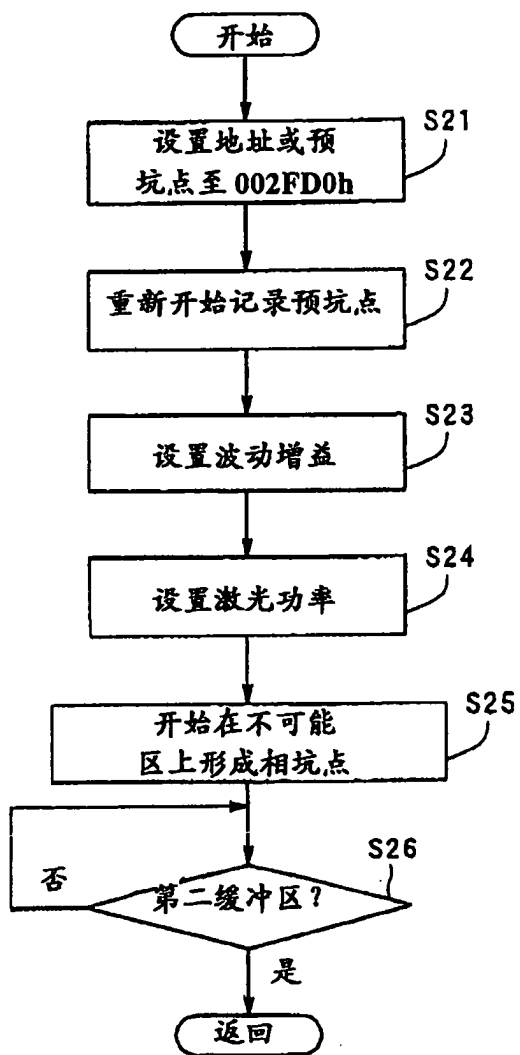 开始
设置地址或预
坑点至 002FD0h
S21
重新开始记录预坑点
S22
设置波动增益
S23
设置激光功率
S24
开始在不可能
区上形成相坑点
S25
第二缓冲区?
S26
否
是
返回